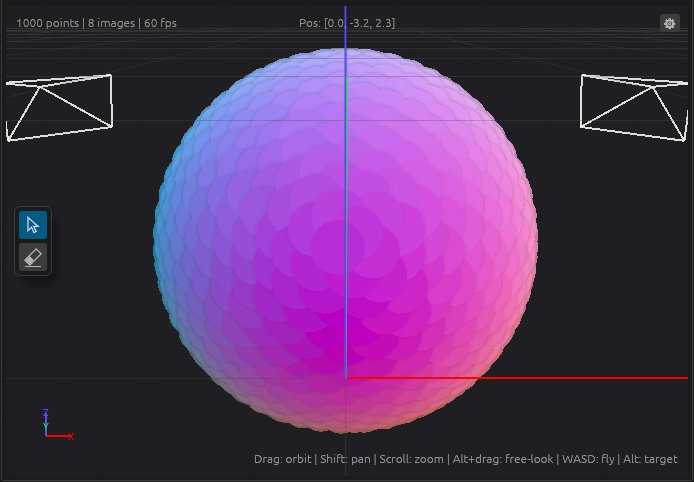 1000 points | 8 images | 60 fps
Pos: [0.0, -3.2, 2.3]
Z
Y
X
Drag: orbit | Shift: pan | Scroll: zoom | Alt+drag: free-look | WASD: fly | Alt: target